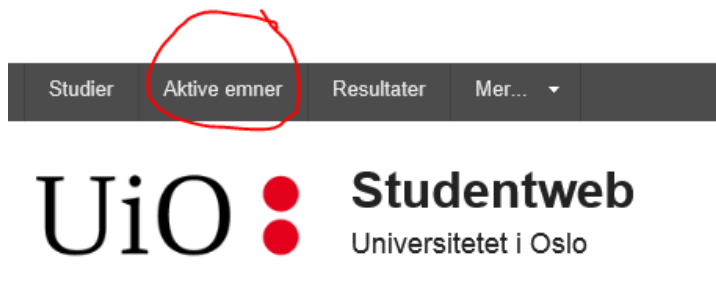 Studier Aktive emner Resultater Mer...
UiO Studentweb
Universitetet i Oslo